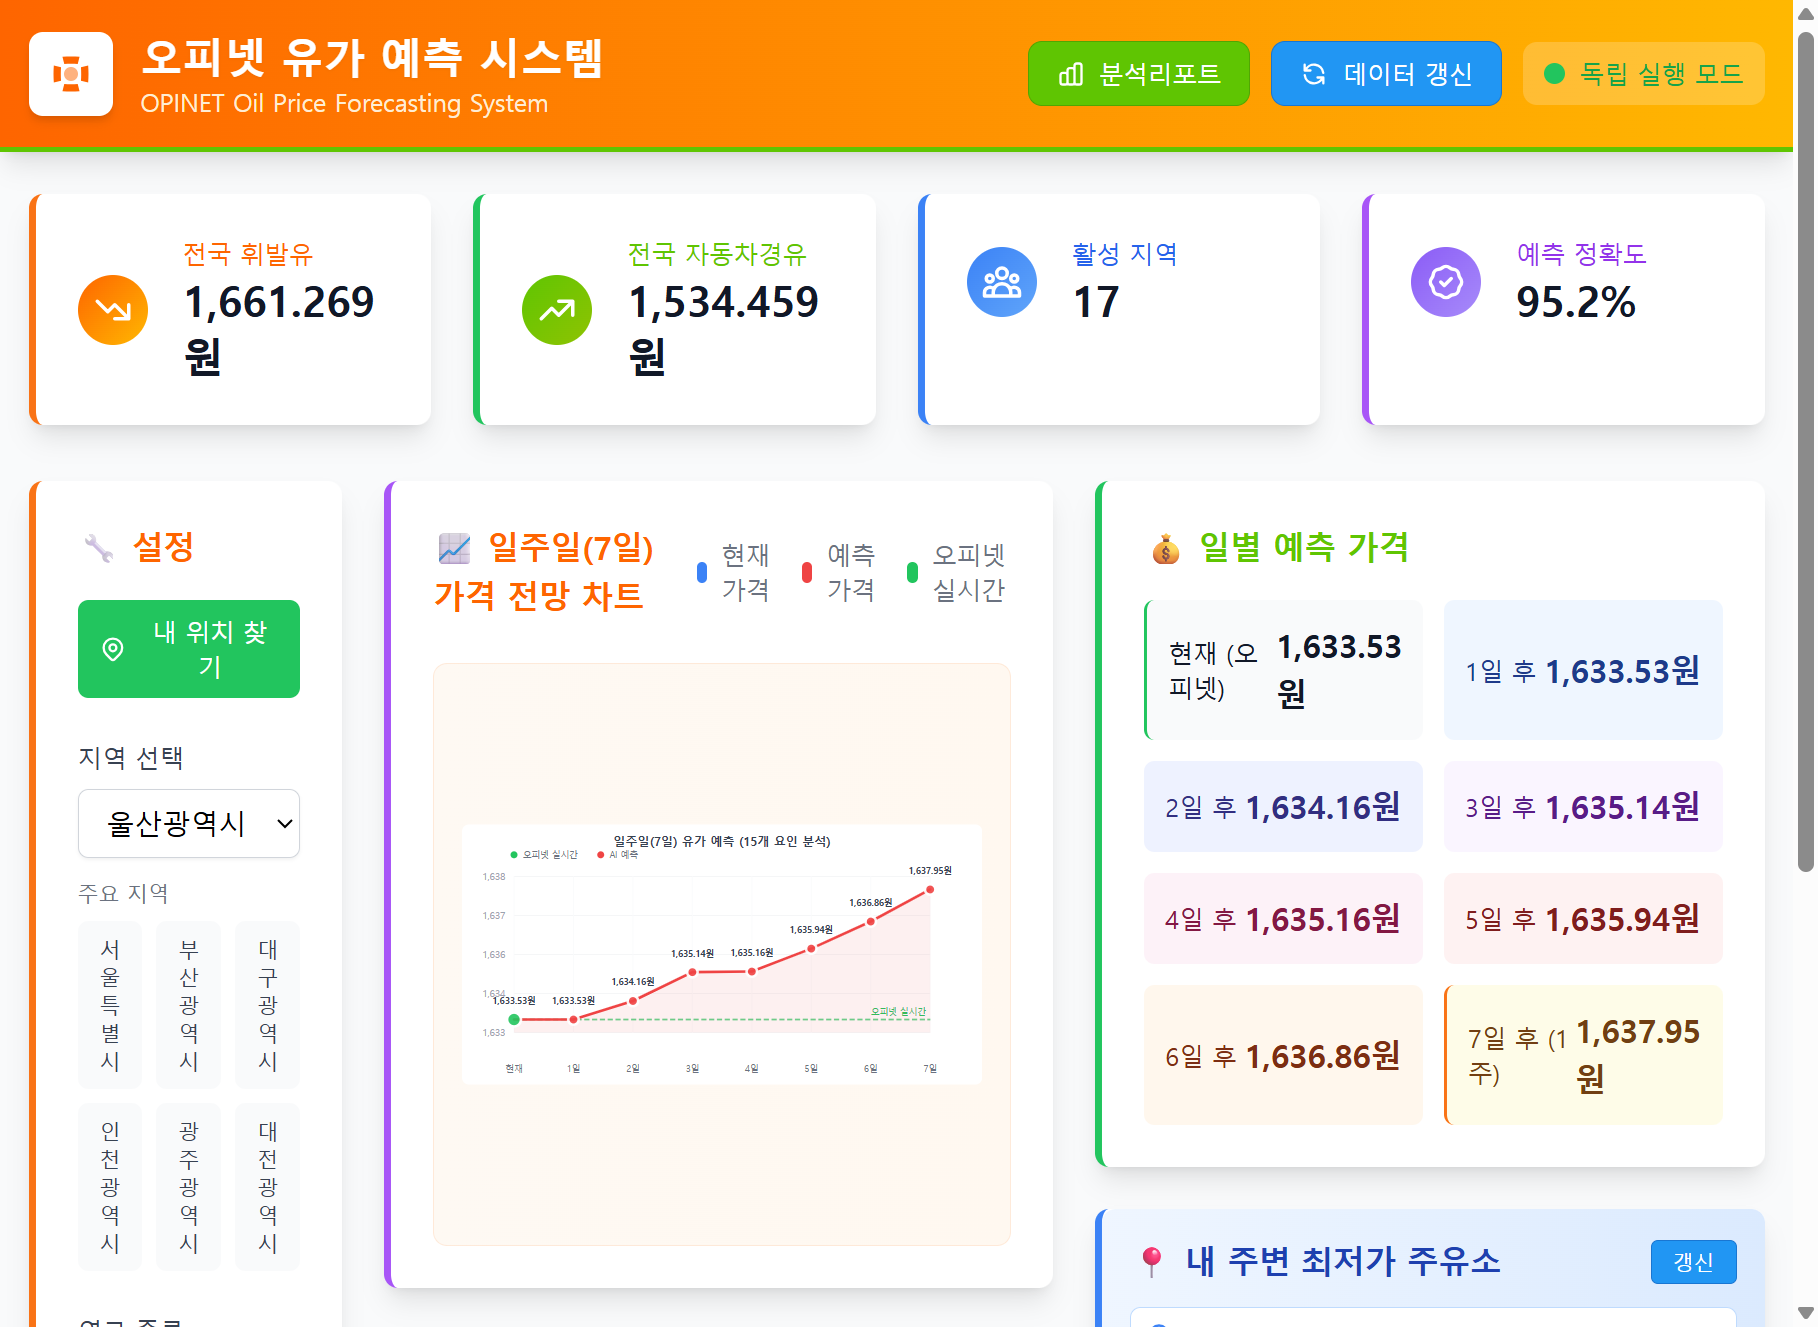 오피넷 유가 예측 시스템
OPINET Oil Price Forecasting System
분석리포트
데이터 갱신
독립 실행 모드
전국 휘발유
1,661.269
원
전국 자동차경유
1,534.459
원
활성 지역
17
예측 정확도
95.2%
설정
내 위치 찾
기
지역 선택
울산광역시
주요 지역
서
울
특
별
시
부
산
광
역
시
대
구
광
역
시
인
천
광
역
시
광
주
광
역
시
대
전
광
역
시
일주일(7일)
가격 전망 차트
현재
가격
예측
가격
오피넷
실시간
일주일(7일) 유가 예측 (15개 요인 분석)
오피넷 실시간
AI 예측
1,638
1,637
1,636
1,634
1,633
1,633.53원
1,633.53원
1,634.16원
1,635.14원
1,635.16원
1,635.94원
1,636.86원
1,637.95원
오피넷 실시간
현재
1일
2일
3일
4일
5일
6일
7일
일별 예측 가격
현재 (오
피넷)
1,633.53
원
1일 후 1,633.53원
2일 후 1,634.16원
3일 후 1,635.14원
4일 후 1,635.16원
5일 후 1,635.94원
6일 후 1,636.86원
7일 후 (1
주)
1,637.95
원
내 주변 최저가 주유소
갱신